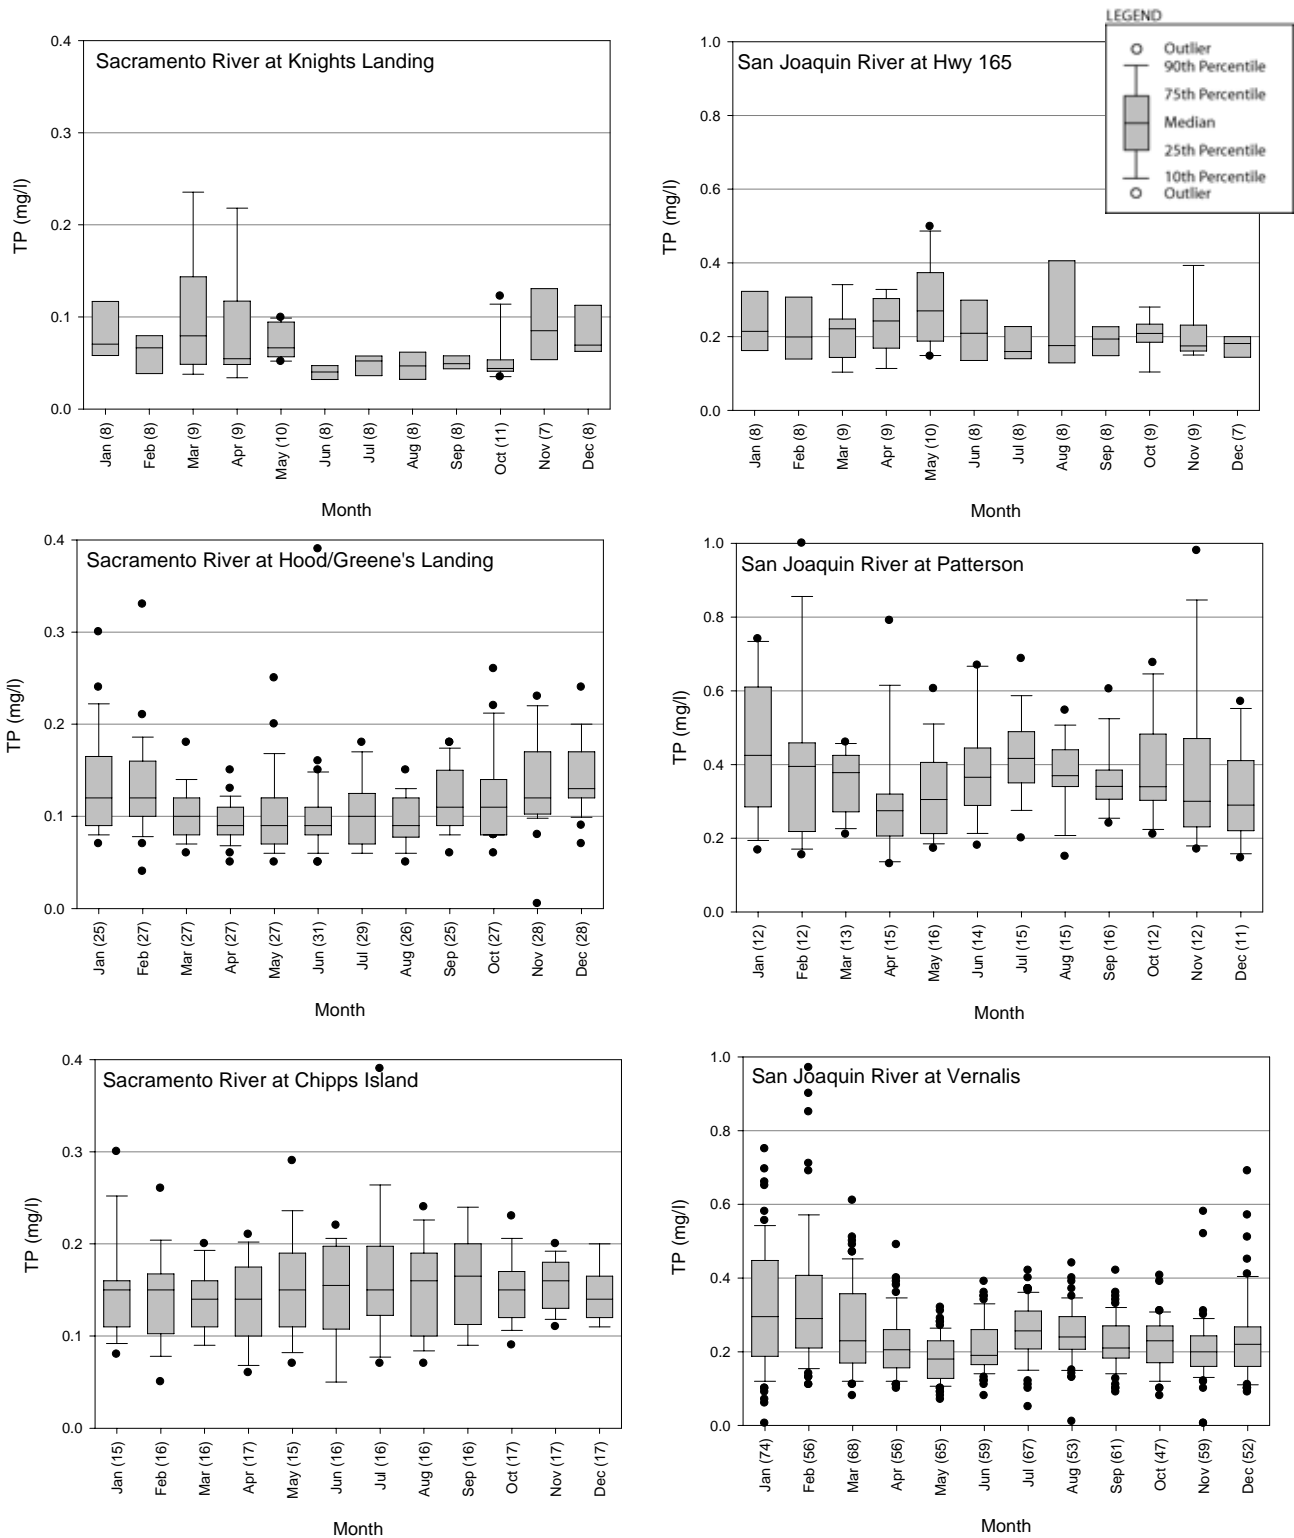 LEGEND
Outlier
90th Percentile
75th Percentile
Median
25th Percentile
10th Percentile
Outlier
Sacramento River at Knights Landing
TP (mg/l)
0.4
0.3
0.2
0.1
0.0
Jan (8)
Feb (8)
Mar (9)
Apr (9)
May (10)
Jun (8)
Jul (8)
Aug (8)
Sep (8)
Oct (11)
Nov (7)
Dec (8)
Month
San Joaquin River at Hwy 165
TP (mg/l)
1.0
0.8
0.6
0.4
0.2
0.0
Jan (8)
Feb (8)
Mar (9)
Apr (9)
May (10)
Jun (8)
Jul (8)
Aug (8)
Sep (8)
Oct (9)
Nov (9)
Dec (7)
Month
Sacramento River at Hood/Greene's Landing
TP (mg/l)
0.4
0.3
0.2
0.1
0.0
Jan (25)
Feb (27)
Mar (27)
Apr (27)
May (27)
Jun (31)
Jul (29)
Aug (26)
Sep (25)
Oct (27)
Nov (28)
Dec (28)
Month
San Joaquin River at Patterson
TP (mg/l)
1.0
0.8
0.6
0.4
0.2
0.0
Jan (12)
Feb (12)
Mar (13)
Apr (15)
May (16)
Jun (14)
Jul (15)
Aug (15)
Sep (16)
Oct (12)
Nov (12)
Dec (11)
Month
Sacramento River at Chipps Island
TP (mg/l)
0.4
0.3
0.2
0.1
0.0
Jan (15)
Feb (16)
Mar (16)
Apr (17)
May (15)
Jun (16)
Jul (16)
Aug (16)
Sep (16)
Oct (17)
Nov (17)
Dec (17)
Month
San Joaquin River at Vernalis
TP (mg/l)
1.0
0.8
0.6
0.4
0.2
0.0
Jan (74)
Feb (56)
Mar (68)
Apr (56)
May (65)
Jun (59)
Jul (67)
Aug (53)
Sep (61)
Oct (47)
Nov (59)
Dec (52)
Month